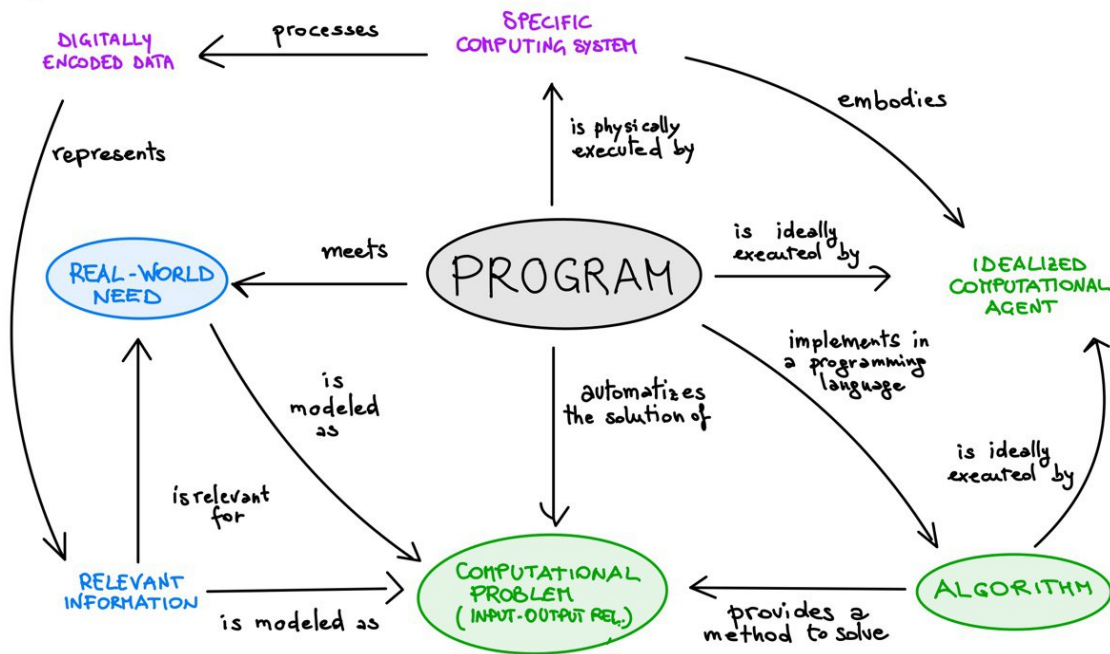 SPECIFIC
COMPUTING SYSTEM
processes
DIGITALLY
ENCODED DATA
embodies
is physically
executed by
represents
is ideally
executed by
meets
PROGRAM
REAL-WORLD
NEED
IDEALIZED
COMPUTATIONAL
AGENT
implements in
a programming
language
is
modeled
as
automatizes
the solution of
is ideally
executed by
is relevant
for
COMPUTATIONAL
PROBLEM
(INPUT-OUTPUT REL.)
RELEVANT
INFORMATION
ALGORITHM
is modeled as
provides a
method to solve